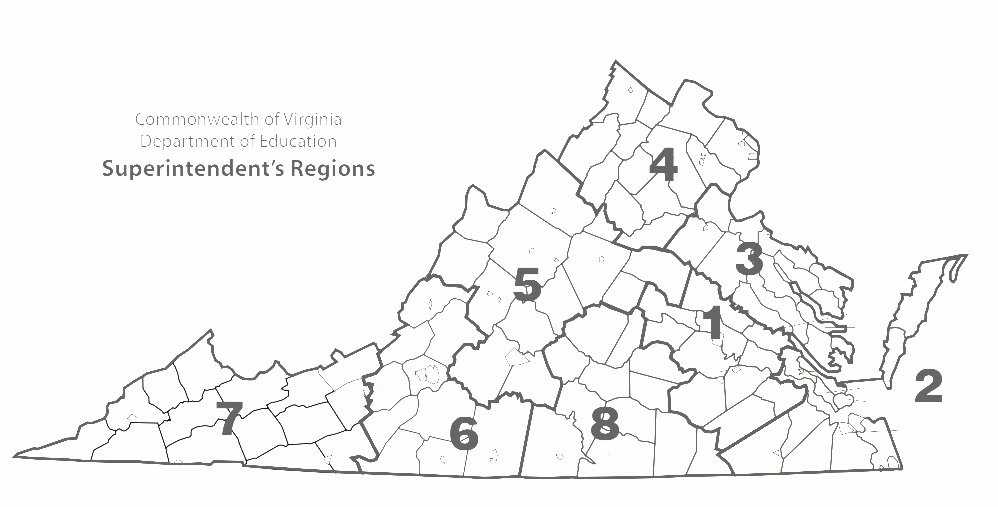 Commonwealth of Virginia
Department of Education
Superintendent's Regions
4
3
5
1
2
7
6
8